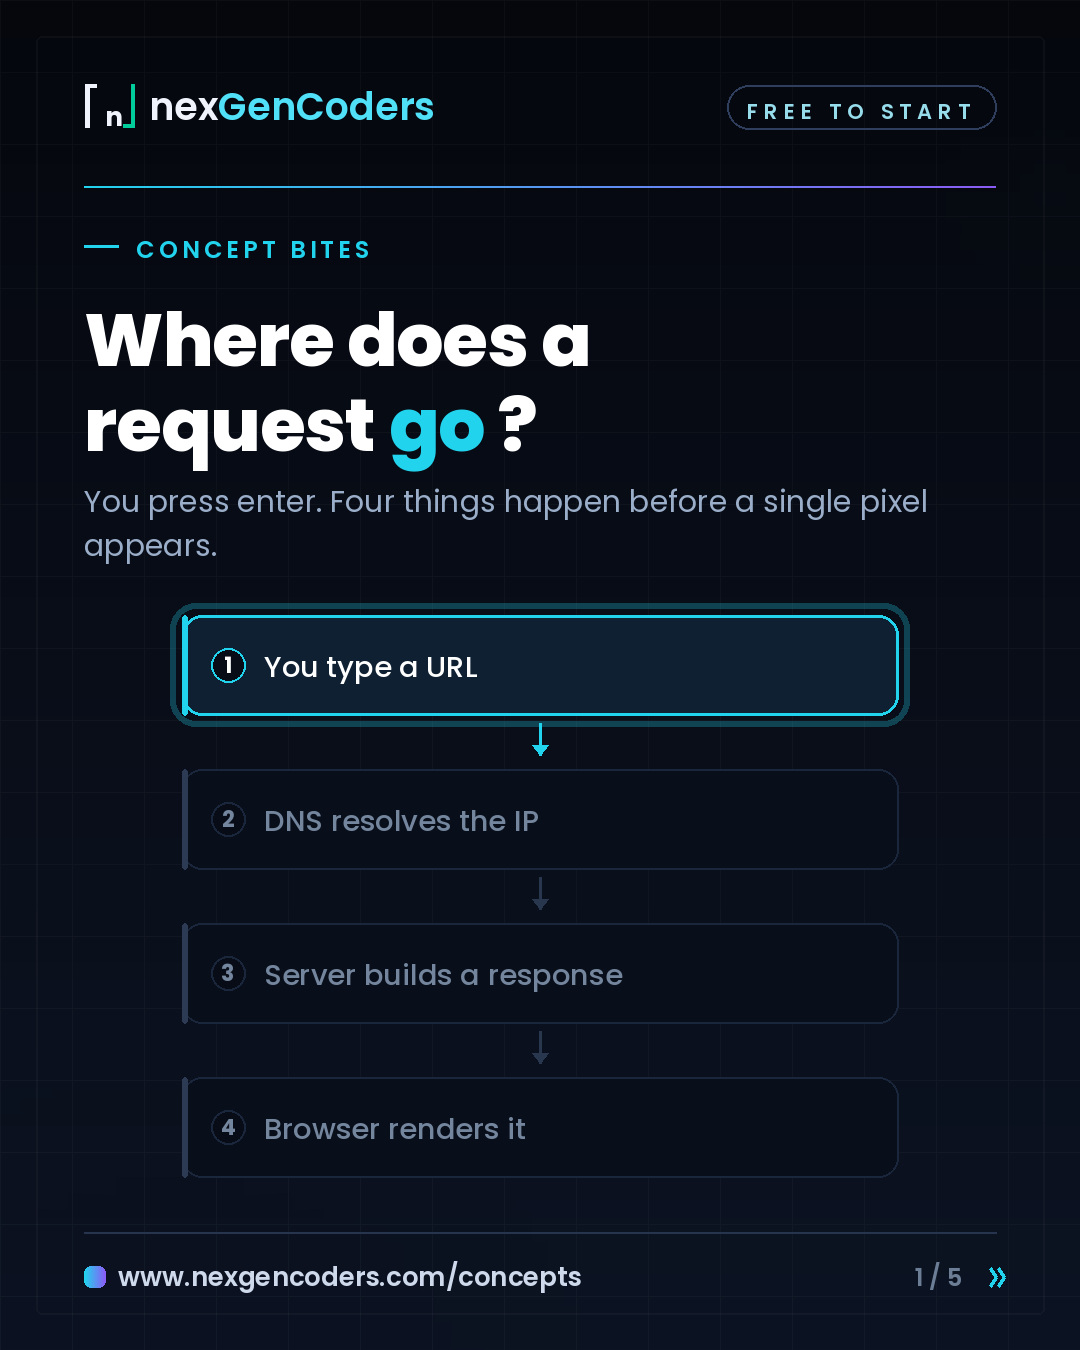 nexGenCoders
FREE TO START
CONCEPT BITES
Where does a
request go ?
You press enter. Four things happen before a single pixel
appears.
1 You type a URL
2 DNS resolves the IP
3 Server builds a response
4 Browser renders it
www.nexgencoders.com/concepts
1 / 5 »